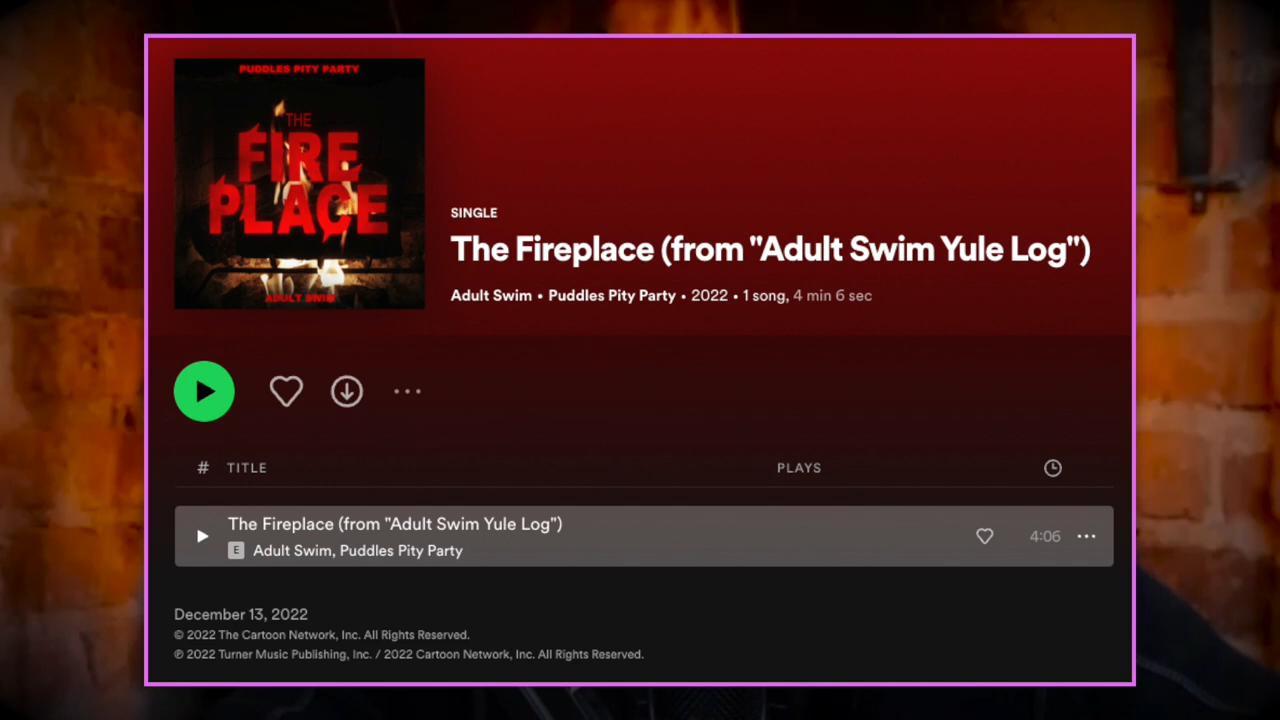 PUDDLES PITY PARTY
THE
FIRE
PLACE
ADULT SWIM
SINGLE
The Fireplace (from "Adult Swim Yule Log")
Adult Swim • Puddles Pity Party • 2022 • 1 song, 4 min 6 sec
# TITLE PLAYS
The Fireplace (from "Adult Swim Yule Log")
E Adult Swim, Puddles Pity Party 4:06
December 13, 2022
© 2022 The Cartoon Network, Inc. All Rights Reserved.
℗ 2022 Turner Music Publishing, Inc. / 2022 Cartoon Network, Inc. All Rights Reserved.